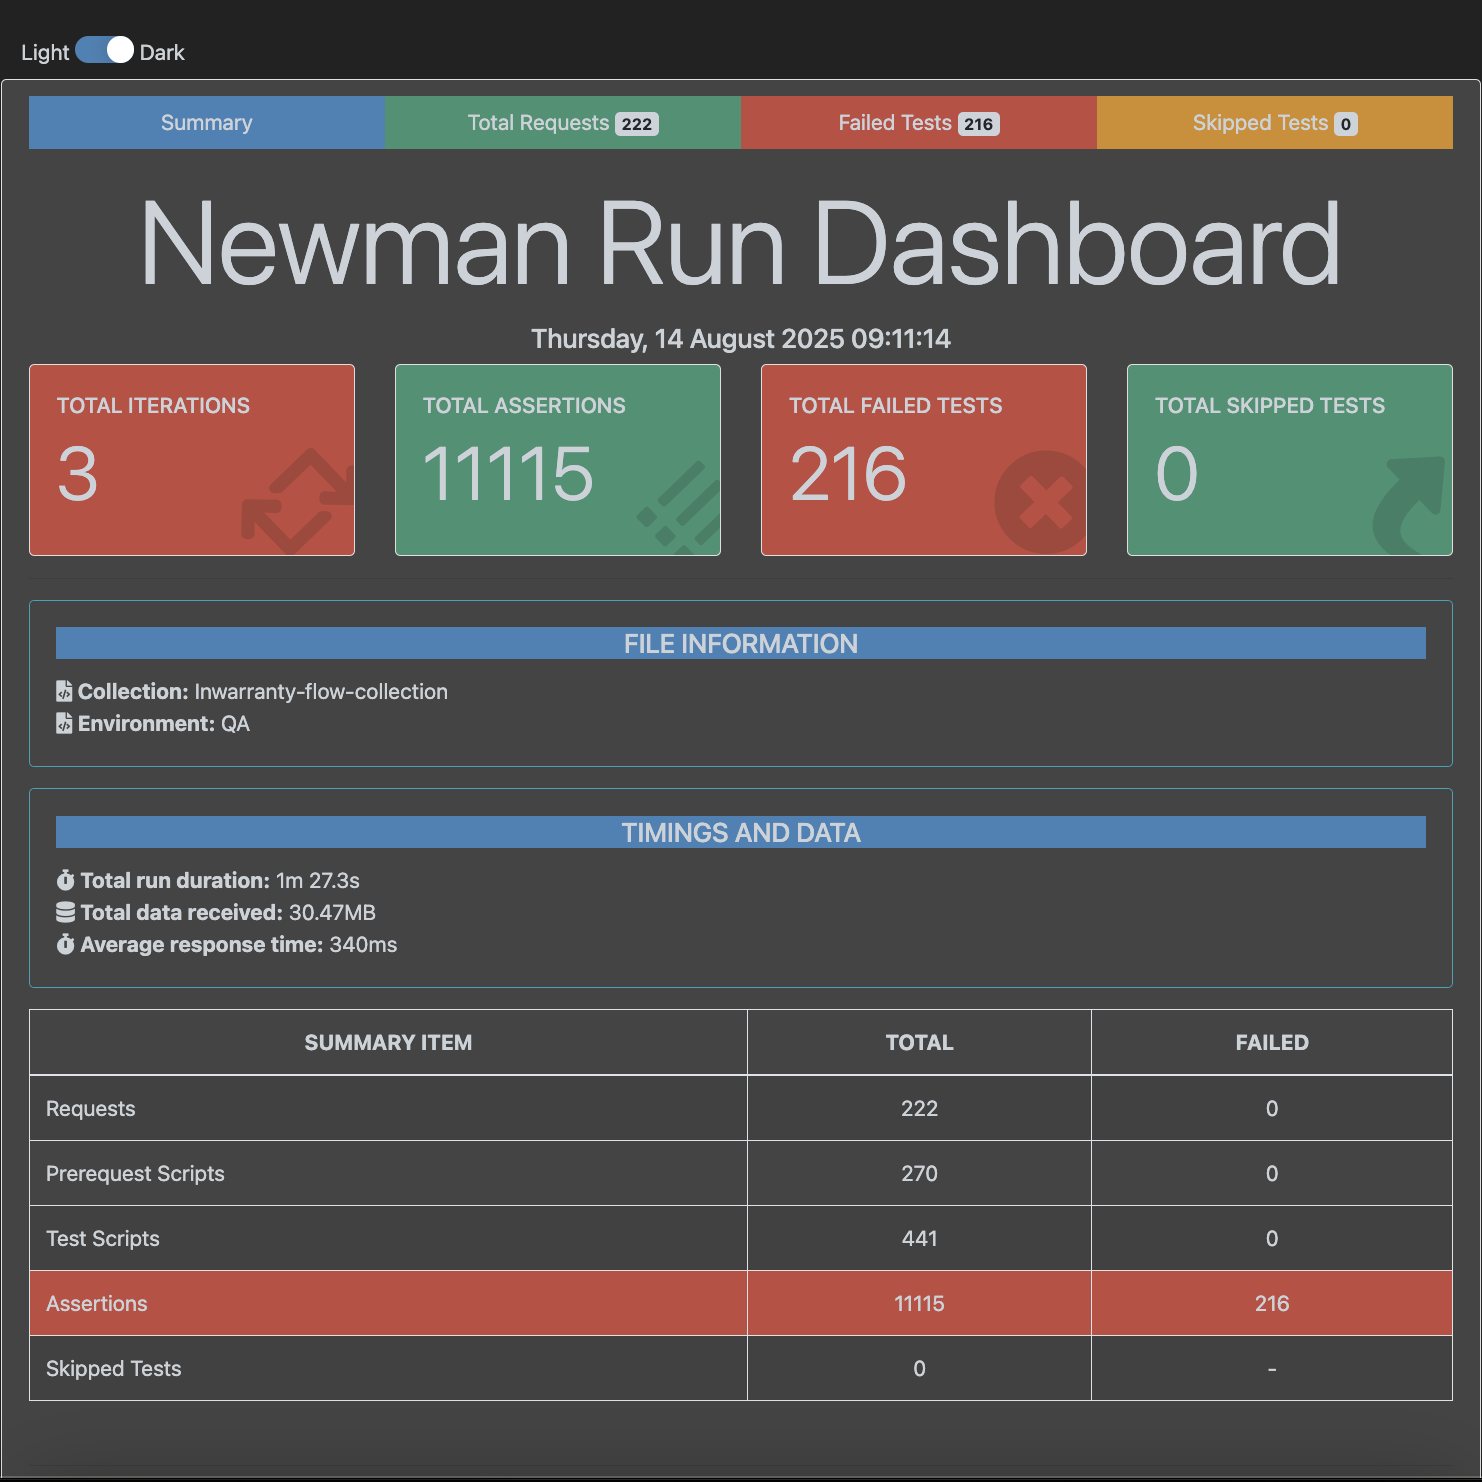 Light Dark
Summary Total Requests 222 Failed Tests 216 Skipped Tests 0
Newman Run Dashboard
Thursday, 14 August 2025 09:11:14
TOTAL ITERATIONS TOTAL ASSERTIONS TOTAL FAILED TESTS TOTAL SKIPPED TESTS
3 11115 216 0
FILE INFORMATION
Collection: Inwarranty-flow-collection
Environment: QA
TIMINGS AND DATA
Total run duration: 1m 27.3s
Total data received: 30.47MB
Average response time: 340ms
SUMMARY ITEM TOTAL FAILED
Requests 222 0
Prerequest Scripts 270 0
Test Scripts 441 0
Assertions 11115 216
Skipped Tests 0 -